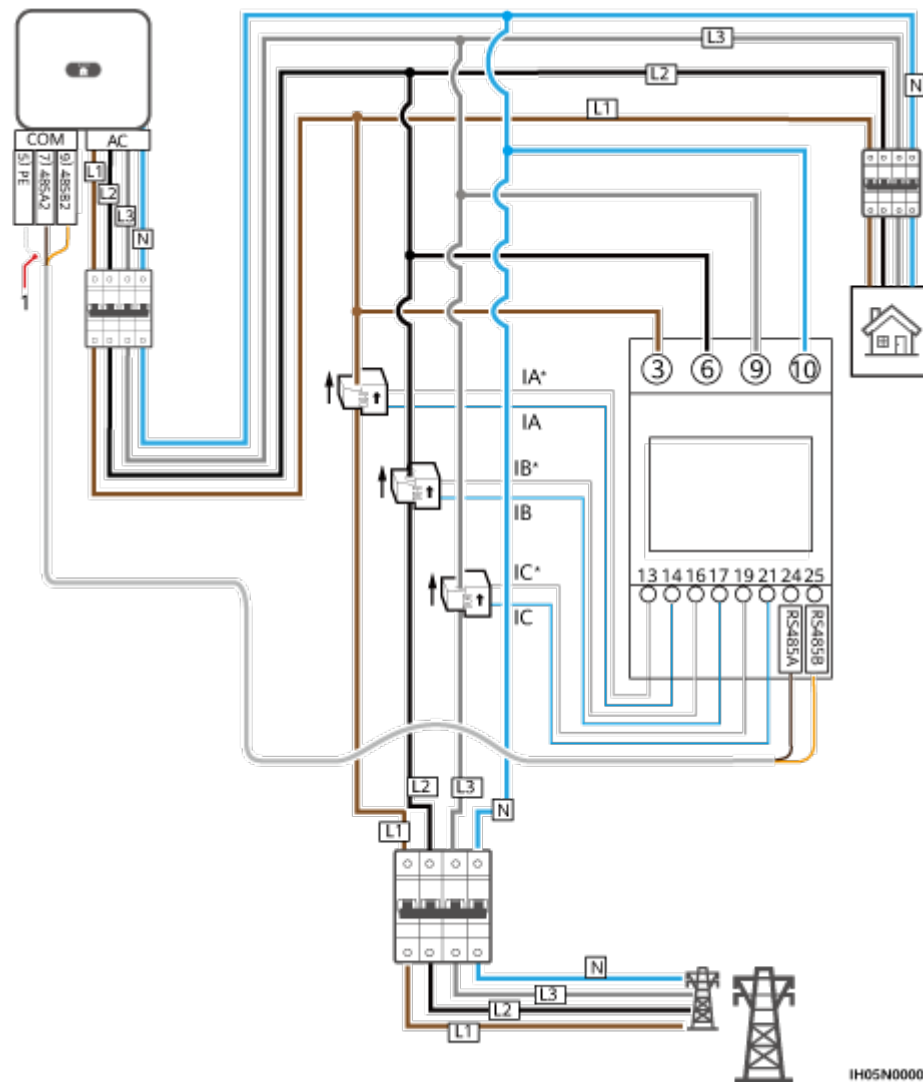 L3
L2
N
L1
COM
AC
5) PE
7) 485A2
9) 485B2
L1
L2
L3
N
1
3
6
9
10
IA*
IA
IB*
IB
IC*
IC
13 14 16 17 19 21 24 25
RS485A
RS485B
L2
L3
N
L1
N
L3
L2
L1
IH05N0000